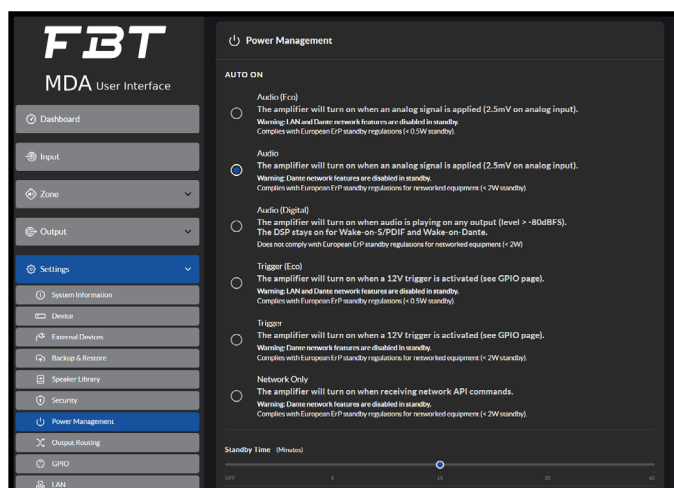 FBT
MDA User Interface
Dashboard
Input
Zone
Output
Settings
System Information
Device
External Devices
Backup & Restore
Speaker Library
Security
Power Management
Output Routing
GPIO
LAN
Power Management
AUTO ON
Audio (Eco)
The amplifier will turn on when an analog signal is applied (2.5mV on analog input).
Warning: LAN and Dante network features are disabled in standby.
Complies with European ErP standby regulations (< 0.5W standby).
Audio
The amplifier will turn on when an analog signal is applied (2.5mV on analog input).
Warning: Dante network features are disabled in standby.
Complies with European ErP standby regulations for networked equipment (< 2W standby).
Audio (Digital)
The amplifier will turn on when audio is playing on any output (level > -80dBFS).
The DSP stays on for Wake-on-S/PDIF and Wake-on-Dante.
Does not comply with European ErP standby regulations for networked equipment (< 2W)
Trigger (Eco)
The amplifier will turn on when a 12V trigger is activated (see GPIO page).
Warning: LAN and Dante network features are disabled in standby.
Complies with European ErP standby regulations (< 0.5W standby).
Trigger
The amplifier will turn on when a 12V trigger is activated (see GPIO page).
Warning: Dante network features are disabled in standby.
Complies with European ErP standby regulations for networked equipment (< 2W standby).
Network Only
The amplifier will turn on when receiving network API commands.
Warning: Dante network features are disabled in standby.
Complies with European ErP standby regulations for networked equipment (< 2W standby).
Standby Time (Minutes)
OFF 5 15 30 60